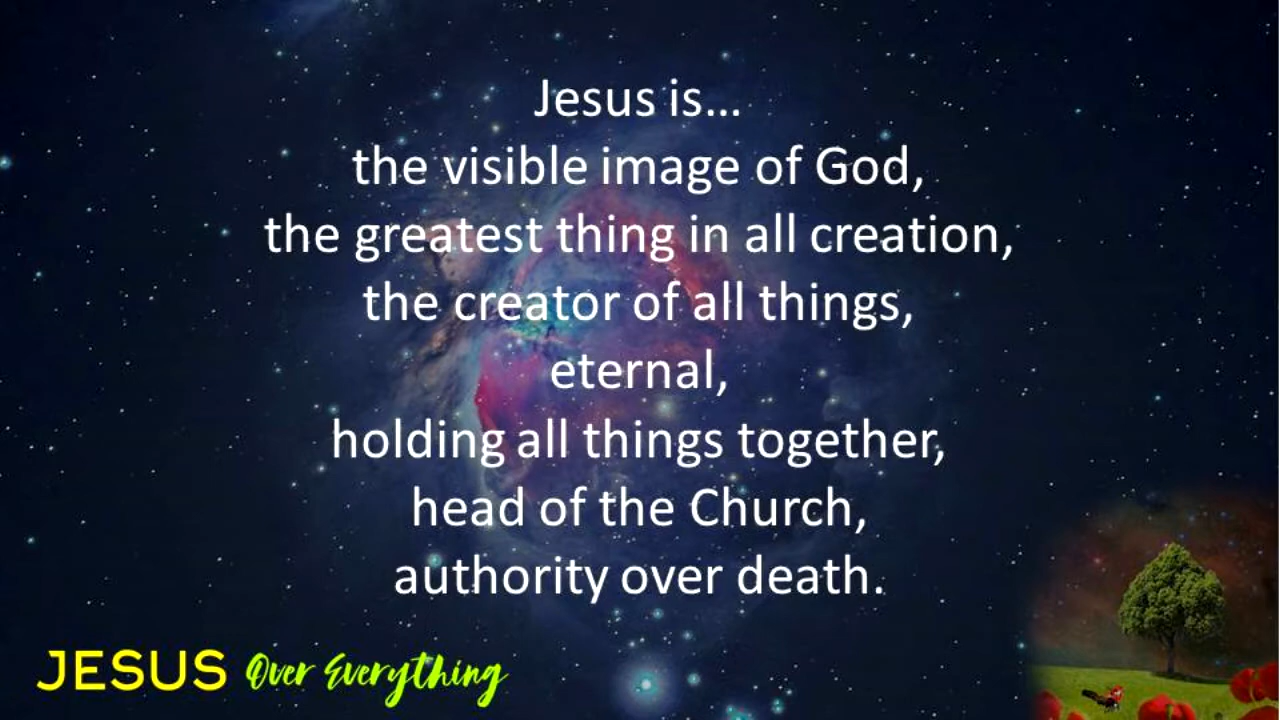 Jesus is...
the visible image of God,
the greatest thing in all creation,
the creator of all things,
eternal,
holding all things together,
head of the Church,
authority over death.
JESUS Over Everything